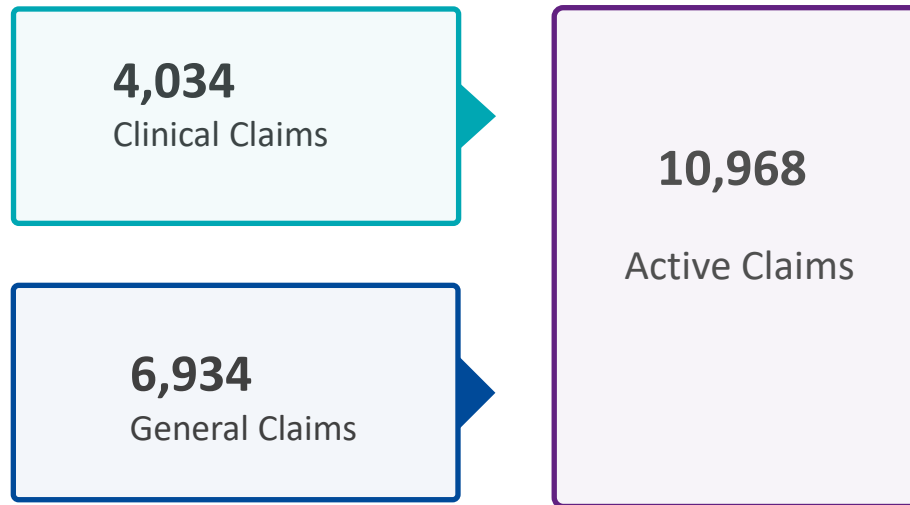 4,034
Clinical Claims
6,934
General Claims
10,968
Active Claims